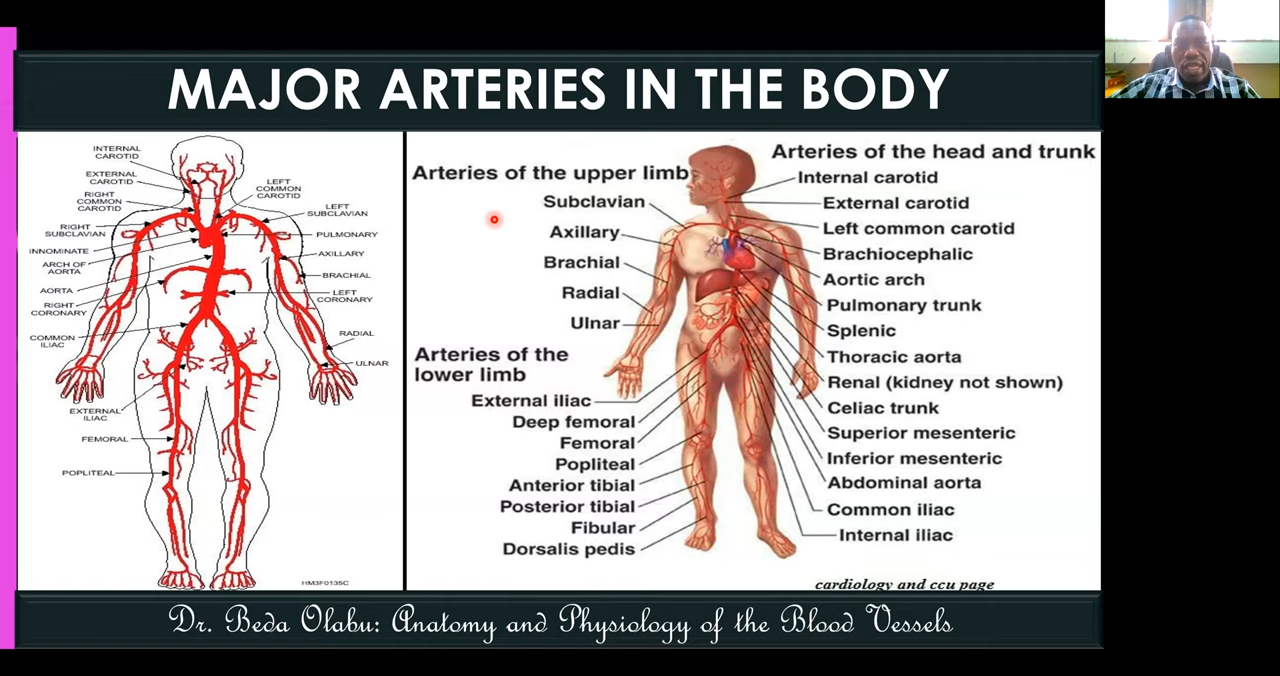 MAJOR ARTERIES IN THE BODY
INTERNAL
CAROTID
EXTERNAL
CAROTID
RIGHT
COMMON
CAROTID
RIGHT
SUBCLAVIAN
INNOMINATE
ARCH OF
AORTA
AORTA
RIGHT
CORONARY
COMMON
ILIAC
EXTERNAL
ILIAC
FEMORAL
POPLITEAL
LEFT
COMMON
CAROTID
LEFT
SUBCLAVIAN
PULMONARY
AXILLARY
BRACHIAL
LEFT
CORONARY
RADIAL
ULNAR
HM3F0135C
Arteries of the upper limb
Subclavian
Axillary
Brachial
Radial
Ulnar
Arteries of the
lower limb
External iliac
Deep femoral
Femoral
Popliteal
Anterior tibial
Posterior tibial
Fibular
Dorsalis pedis
Arteries of the head and trunk
Internal carotid
External carotid
Left common carotid
Brachiocephalic
Aortic arch
Pulmonary trunk
Splenic
Thoracic aorta
Renal (kidney not shown)
Celiac trunk
Superior mesenteric
Inferior mesenteric
Abdominal aorta
Common iliac
Internal iliac
cardiology and ccu page
Dr. Beda Olabu: Anatomy and Physiology of the Blood Vessels